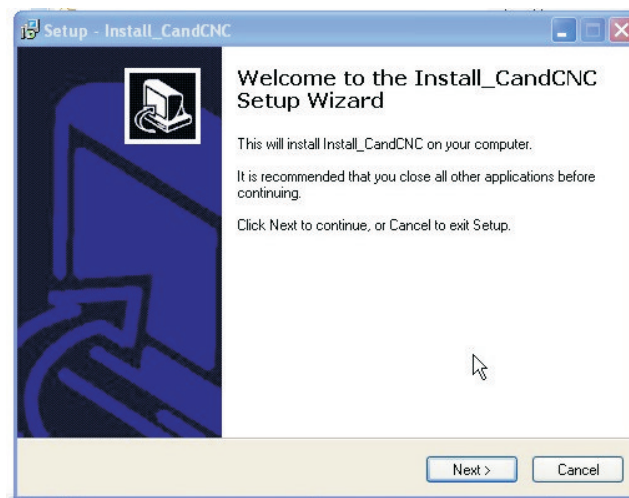 Setup - Install_CandCNC
Welcome to the Install_CandCNC
Setup Wizard
This will install Install_CandCNC on your computer.
It is recommended that you close all other applications before
continuing.
Click Next to continue, or Cancel to exit Setup.
Next >
Cancel